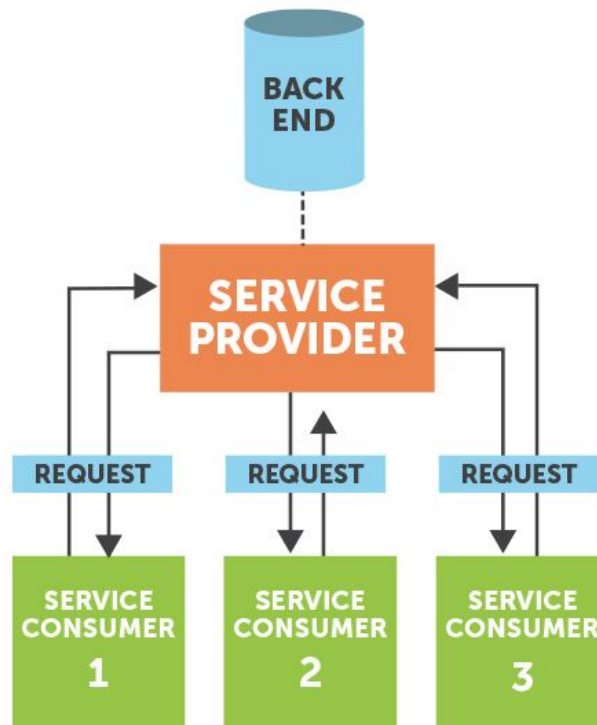 BACK
END
SERVICE
PROVIDER
REQUEST
REQUEST
REQUEST
SERVICE
CONSUMER
1
SERVICE
CONSUMER
2
SERVICE
CONSUMER
3